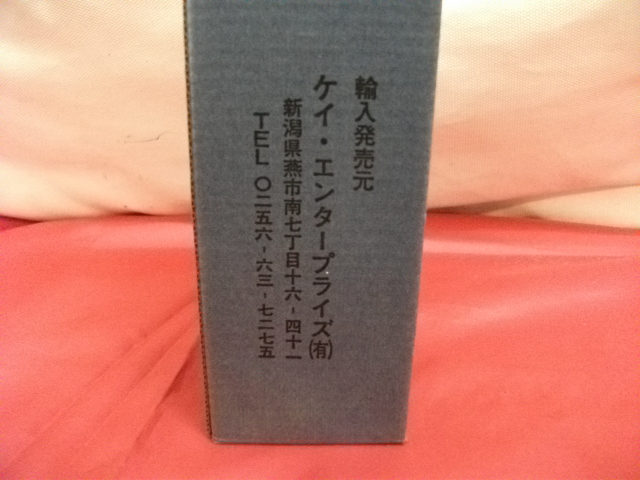 輸入発売元
ケイ・エンタープライズ(有)
新潟県燕市南七丁目十六-四十一
TEL 〇二五六-六三-七二七五